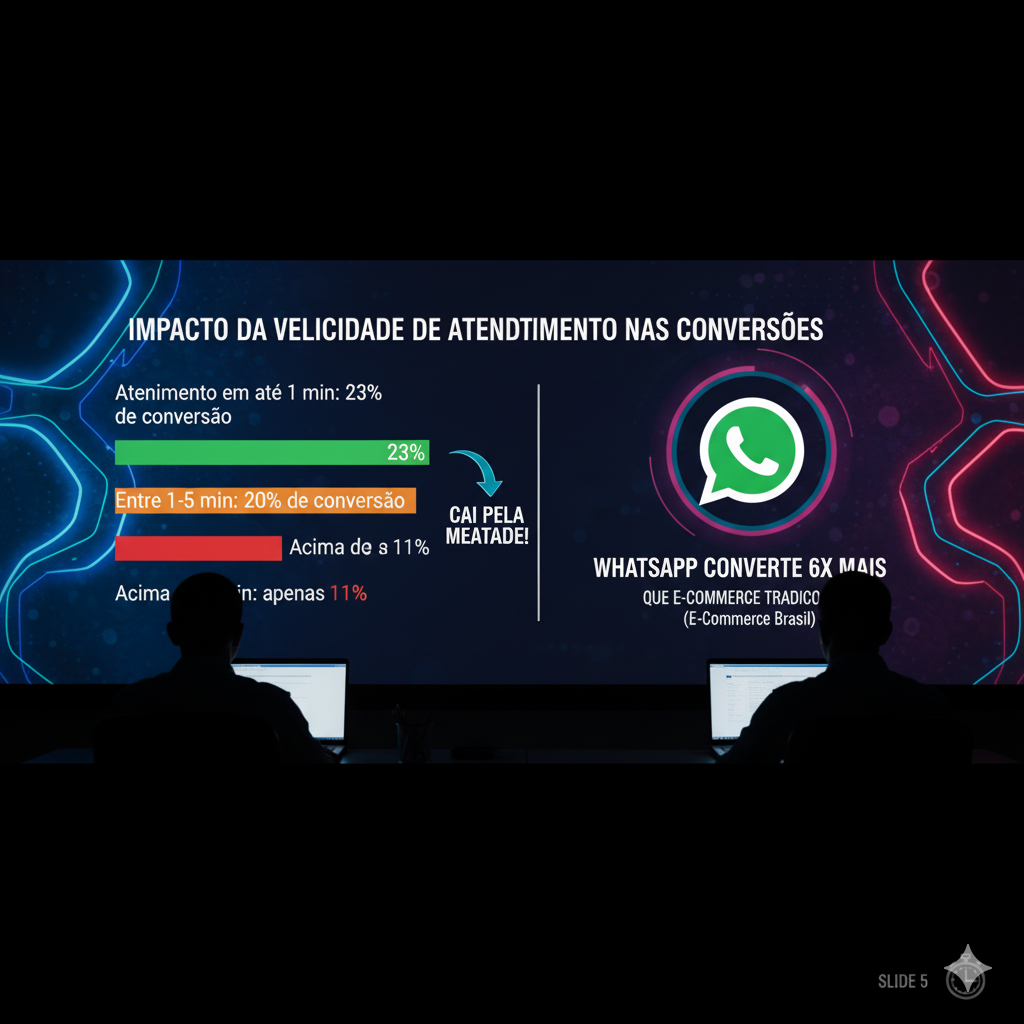 IMPACTO DA VELICIDADE DE ATENDTIMENTO NAS CONVERSÕES
Atenimento em até 1 min: 23%
de conversão
23%
Entre 1-5 min: 20% de conversão
Acima de s 11%
Acima in: apenas 11%
CAI PELA
MEATADE!
WHATSAPP CONVERTE 6X MAIS
QUE E-COMMERCE TRADICO
(E-Commerce Brasil)
SLIDE 5